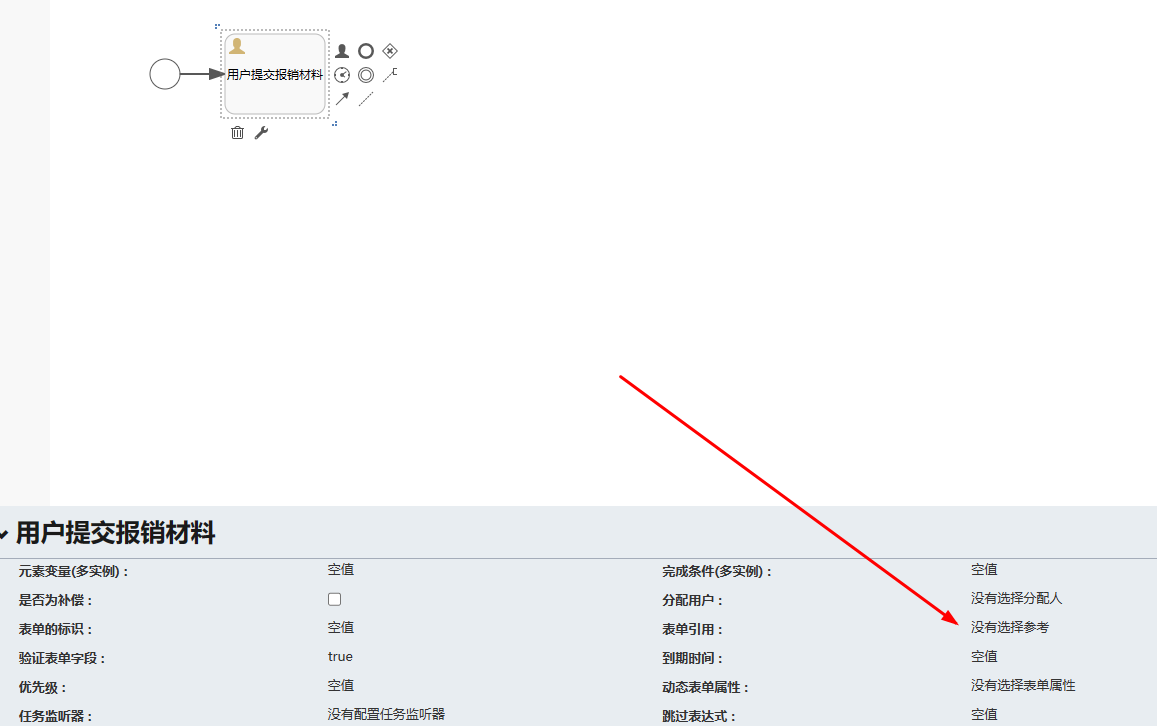 用户提交报销材料
用户提交报销材料
元素变量(多实例)： 空值 完成条件(多实例)： 空值
是否为补偿： 分配用户： 没有选择分配人
表单的标识： 空值 表单引用： 没有选择参考
验证表单字段： true 到期时间： 空值
优先级： 空值 动态表单属性： 没有选择表单属性
任务监听器： 没有配置任务监听器 跳过表达式： 空值